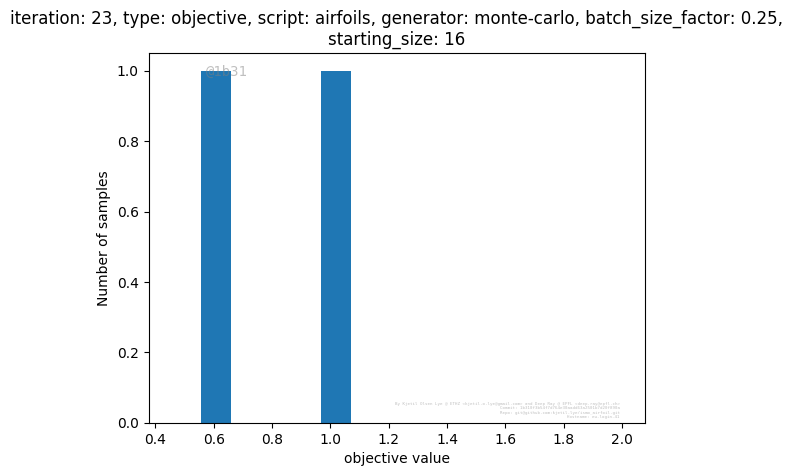 iteration: 23, type: objective, script: airfoils, generator: monte-carlo, batch_size_factor: 0.25,
starting_size: 16
@1b31
1.0
0.8
0.6
0.4
0.2
0.0
Number of samples
0.4 0.6 0.8 1.0 1.2 1.4 1.6 1.8 2.0
objective value